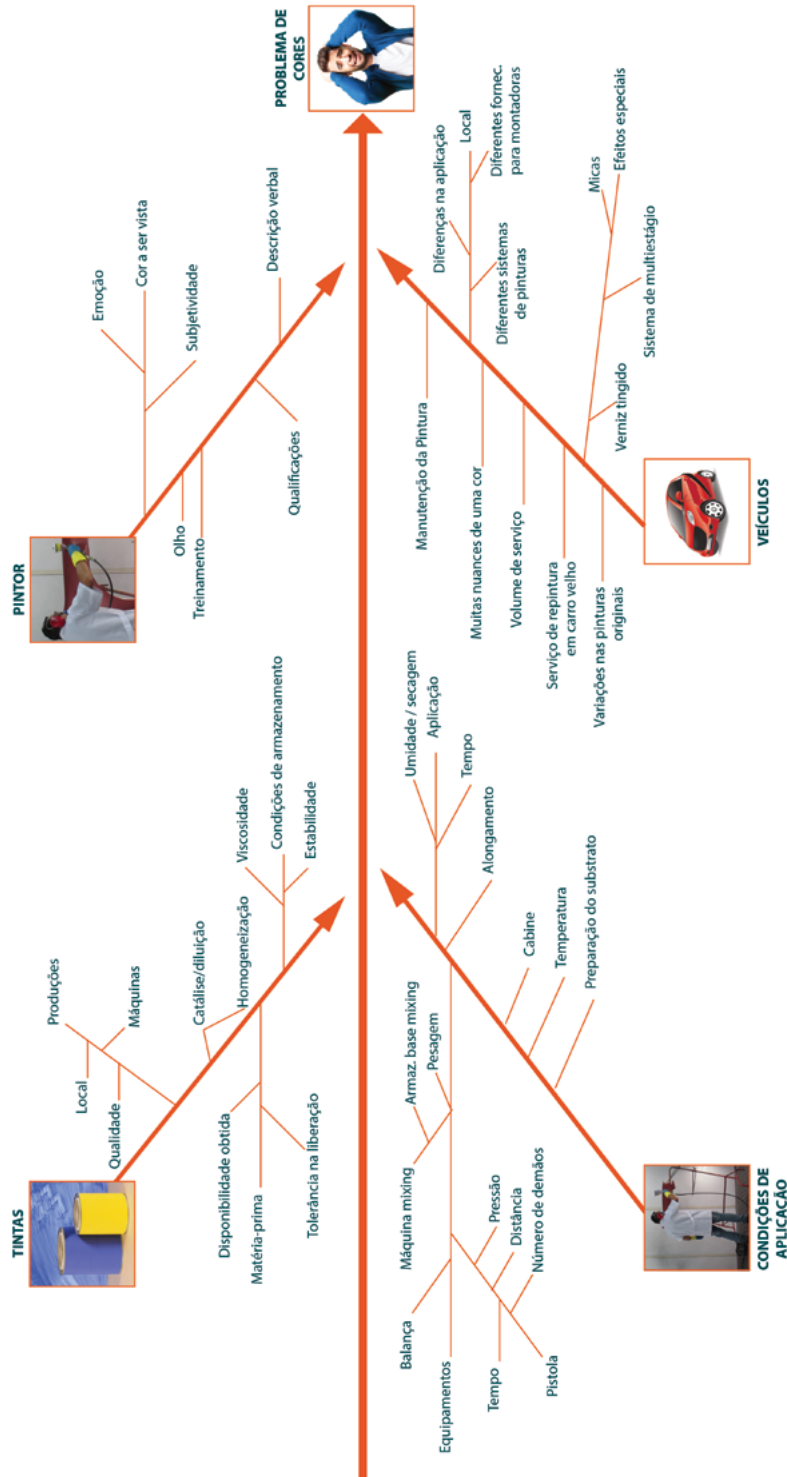 TINTAS
Produções
Local
Máquinas
Qualidade
Catálise/diluição
Homogeneização
Viscosidade
Condições de armazenamento
Estabilidade
Disponibilidade obtida
Matéria-prima
Tolerância na liberação
PINTOR
Emoção
Cor a ser vista
Subjetividade
Olho
Treinamento
Qualificações
Descrição verbal
PROBLEMA DE
CORES
Balança
Máquina mixing
Armaz. base mixing
Pesagem
Equipamentos
Tempo
Pistola
Pressão
Distância
Número de demãos
Umidade / secagem
Aplicação
Tempo
Alongamento
Cabine
Temperatura
Preparação do substrato
CONDIÇÕES DE
APLICAÇÃO
Manutenção da Pintura
Muitas nuances de uma cor
Volume de serviço
Serviço de repintura
em carro velho
Variações nas pinturas
originais
Diferenças na aplicação
Local
Diferentes sistemas
de pinturas
Diferentes fornec.
para montadoras
Verniz tingido
Sistema de multiestágio
Micas
Efeitos especiais
VEÍCULOS